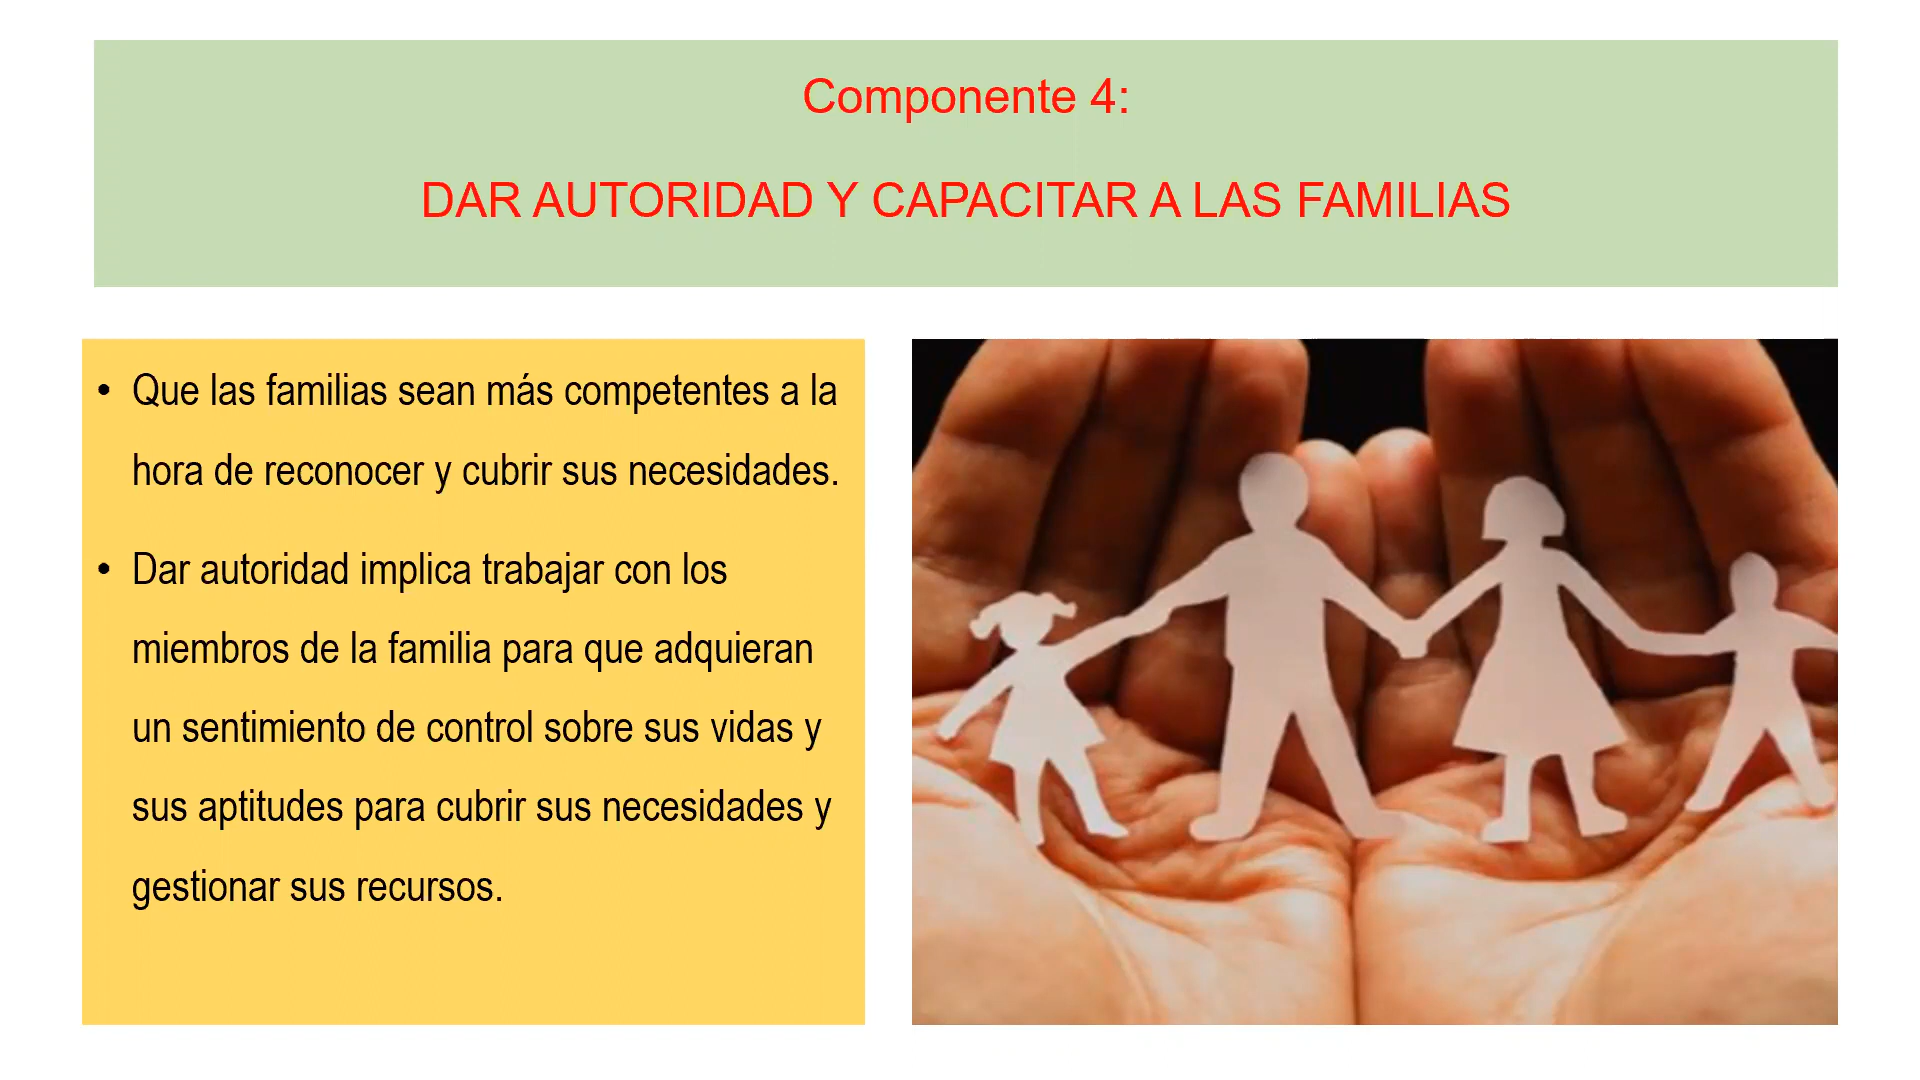 Componente 4:
DAR AUTORIDAD Y CAPACITAR A LAS FAMILIAS
• Que las familias sean más competentes a la
hora de reconocer y cubrir sus necesidades.
• Dar autoridad implica trabajar con los
miembros de la familia para que adquieran
un sentimiento de control sobre sus vidas y
sus aptitudes para cubrir sus necesidades y
gestionar sus recursos.